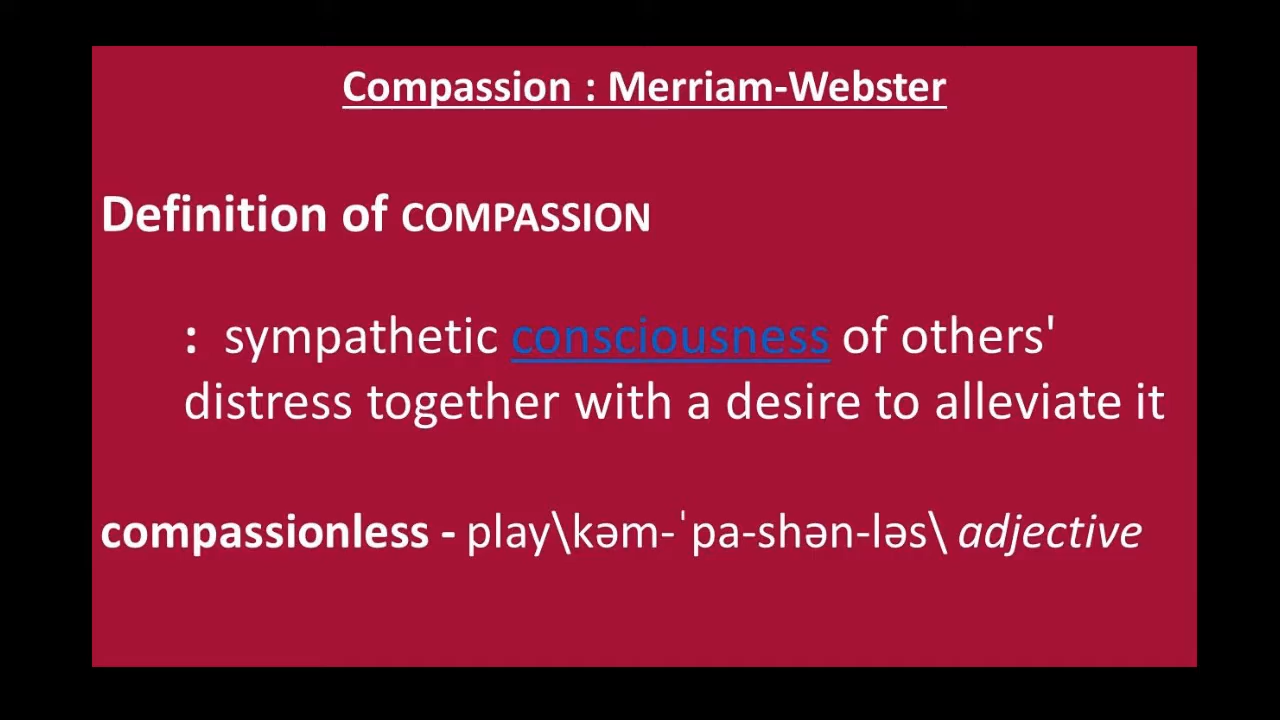 Compassion : Merriam-Webster
Definition of COMPASSION
: sympathetic consciousness of others'
distress together with a desire to alleviate it
compassionless - play\kəm-ˈpa-shən-ləs\ adjective